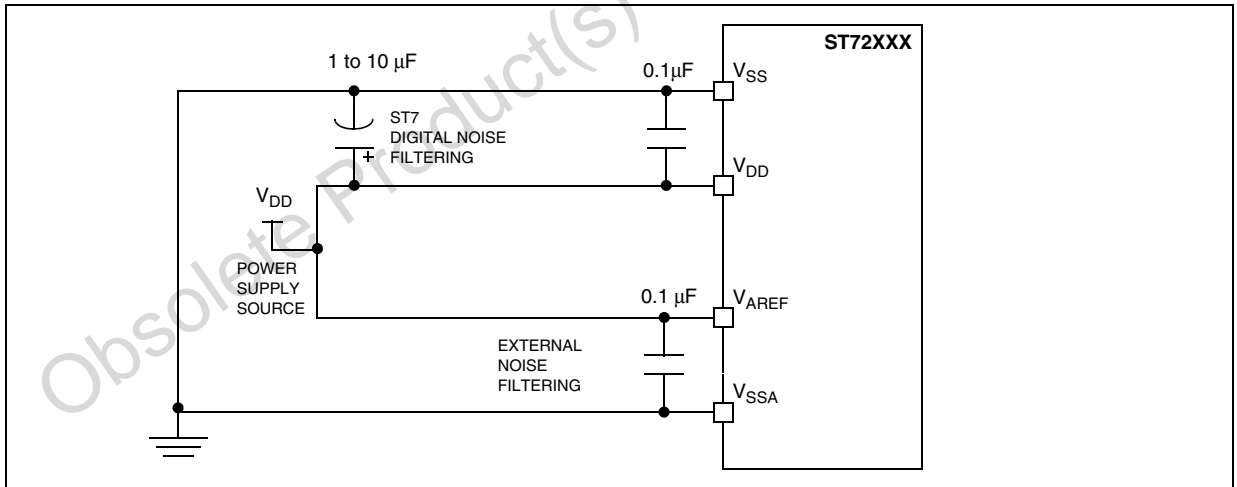 ST72XXX
1 to 10 μF
0.1μF
VSS
ST7
DIGITAL NOISE
+ FILTERING
VDD
VDD
POWER
SUPPLY
SOURCE
0.1 μF
VAREF
EXTERNAL
NOISE
FILTERING
VSSA
Obsolete Product(s)